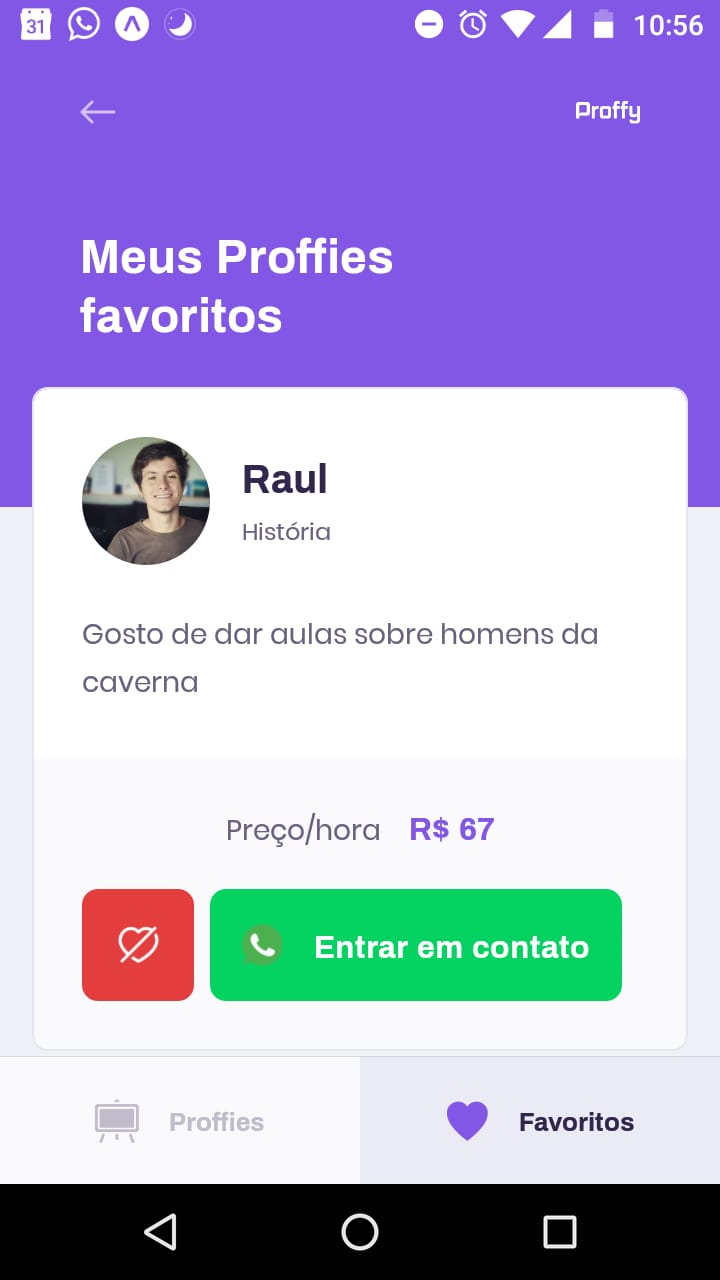 31
10:56
Proffy
Meus Proffies
favoritos
Raul
História
Gosto de dar aulas sobre homens da
caverna
Preço/hora R$ 67
Entrar em contato
Proffies
Favoritos